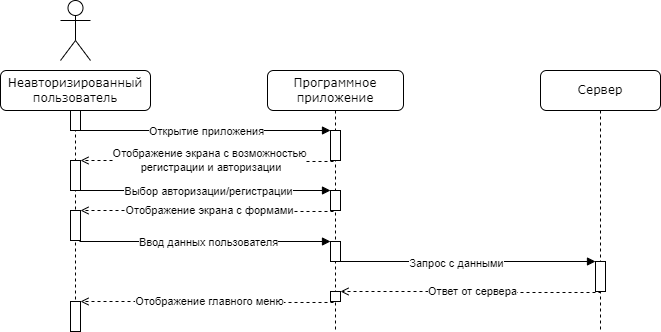 Неавторизированный
пользователь
Программное
приложение
Сервер
Открытие приложения
Отображение экрана с возможностью
регистрации и авторизации
Выбор авторизации/регистрации
Отображение экрана с формами
Ввод данных пользователя
Запрос с данными
Ответ от сервера
Отображение главного меню